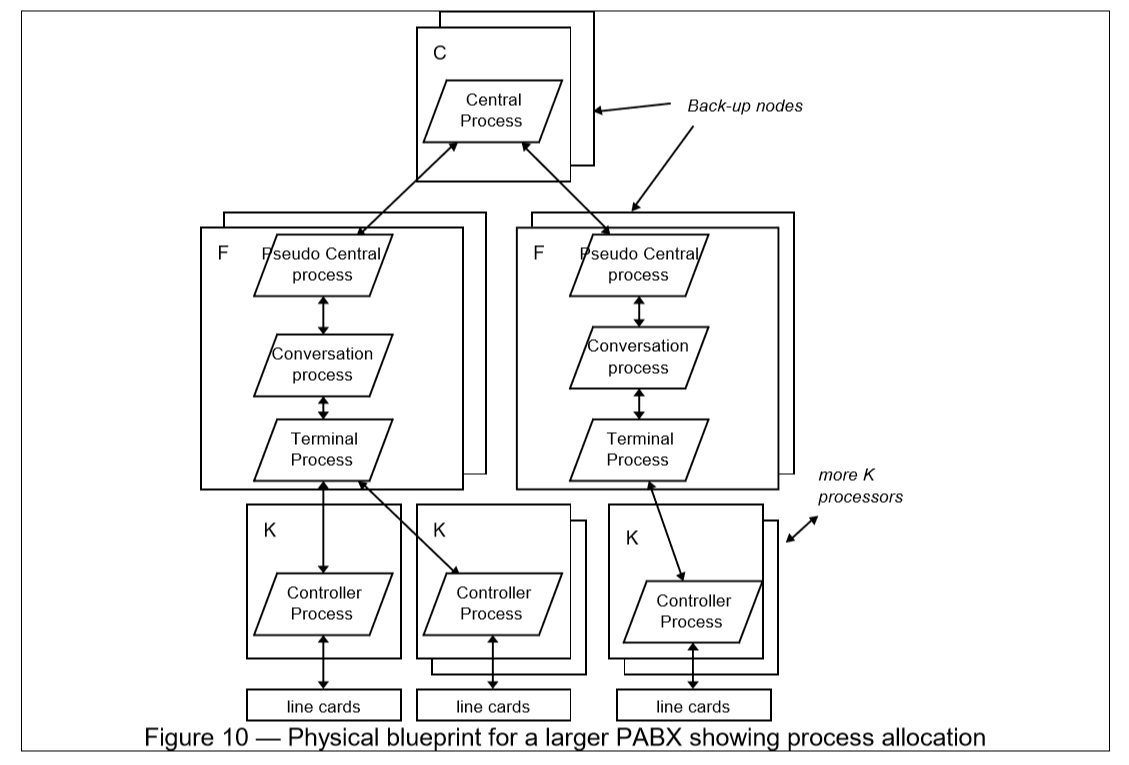 C
Central
Process
Back-up nodes
F
Pseudo Central
process
F
Pseudo Central
process
Conversation
process
Conversation
process
Terminal
Process
Terminal
Process
more K
processors
K
K
K
Controller
Process
Controller
Process
Controller
Process
line cards
line cards
line cards
Figure 10 — Physical blueprint for a larger PABX showing process allocation